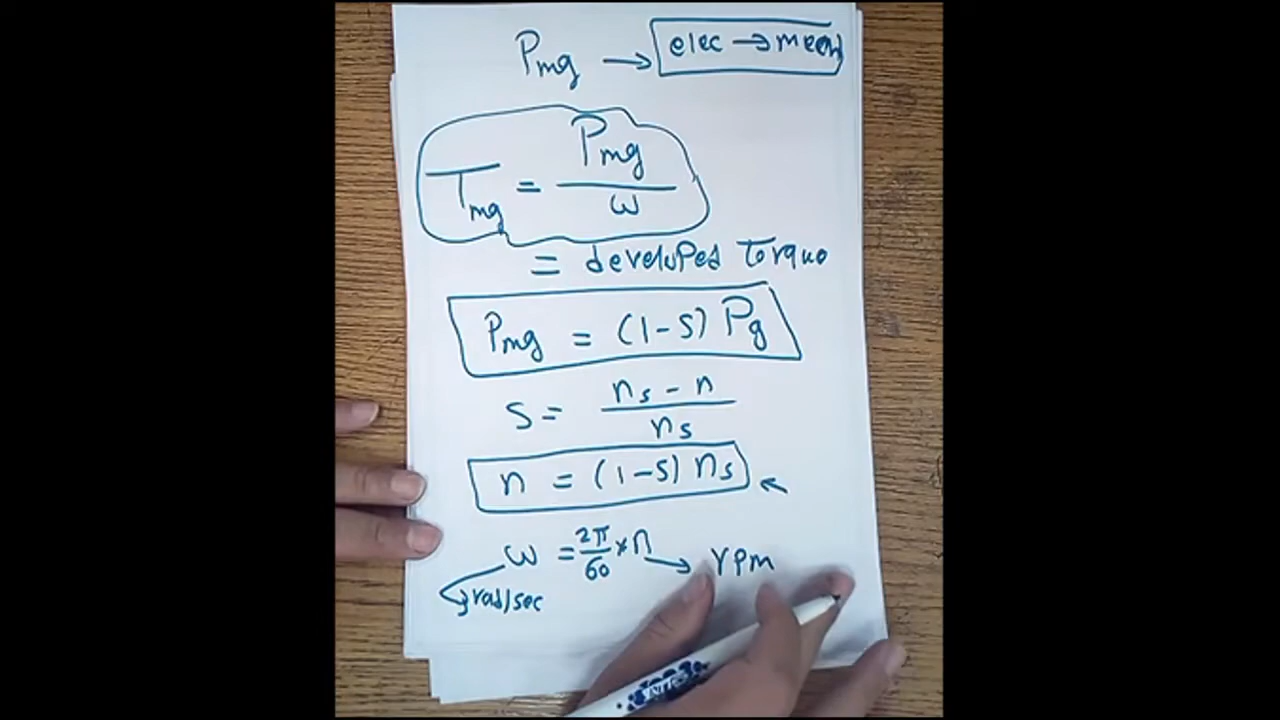 Pmg → elec → mech
Tmg = Pmg / ω
= developed Torque
Pmg = (1-S) Pg
S = ns - n / ns
n = (1-S) ns ←
ω = 2π/60 × n → rpm
rad/sec